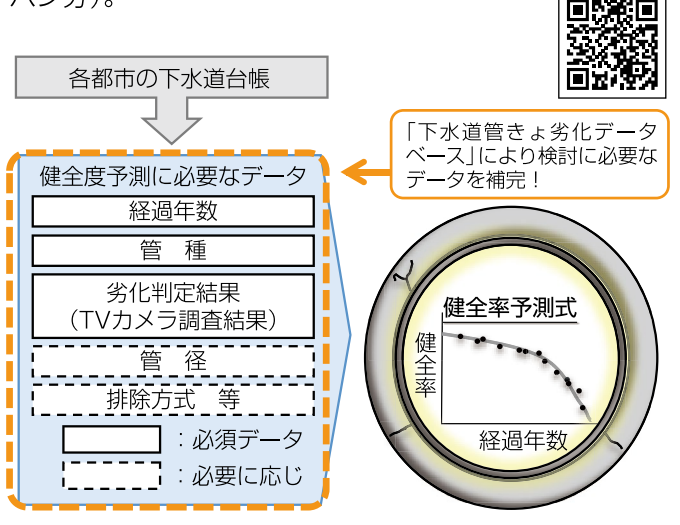 各都市の下水道台帳
「下水道管きょ劣化データ
ベース」により検討に必要な
データを補完！
健全度予測に必要なデータ
経過年数
管　種
劣化判定結果
（TVカメラ調査結果）
管　径
排除方式　等
：必須データ
：必要に応じ
健全率予測式
健全率
経過年数